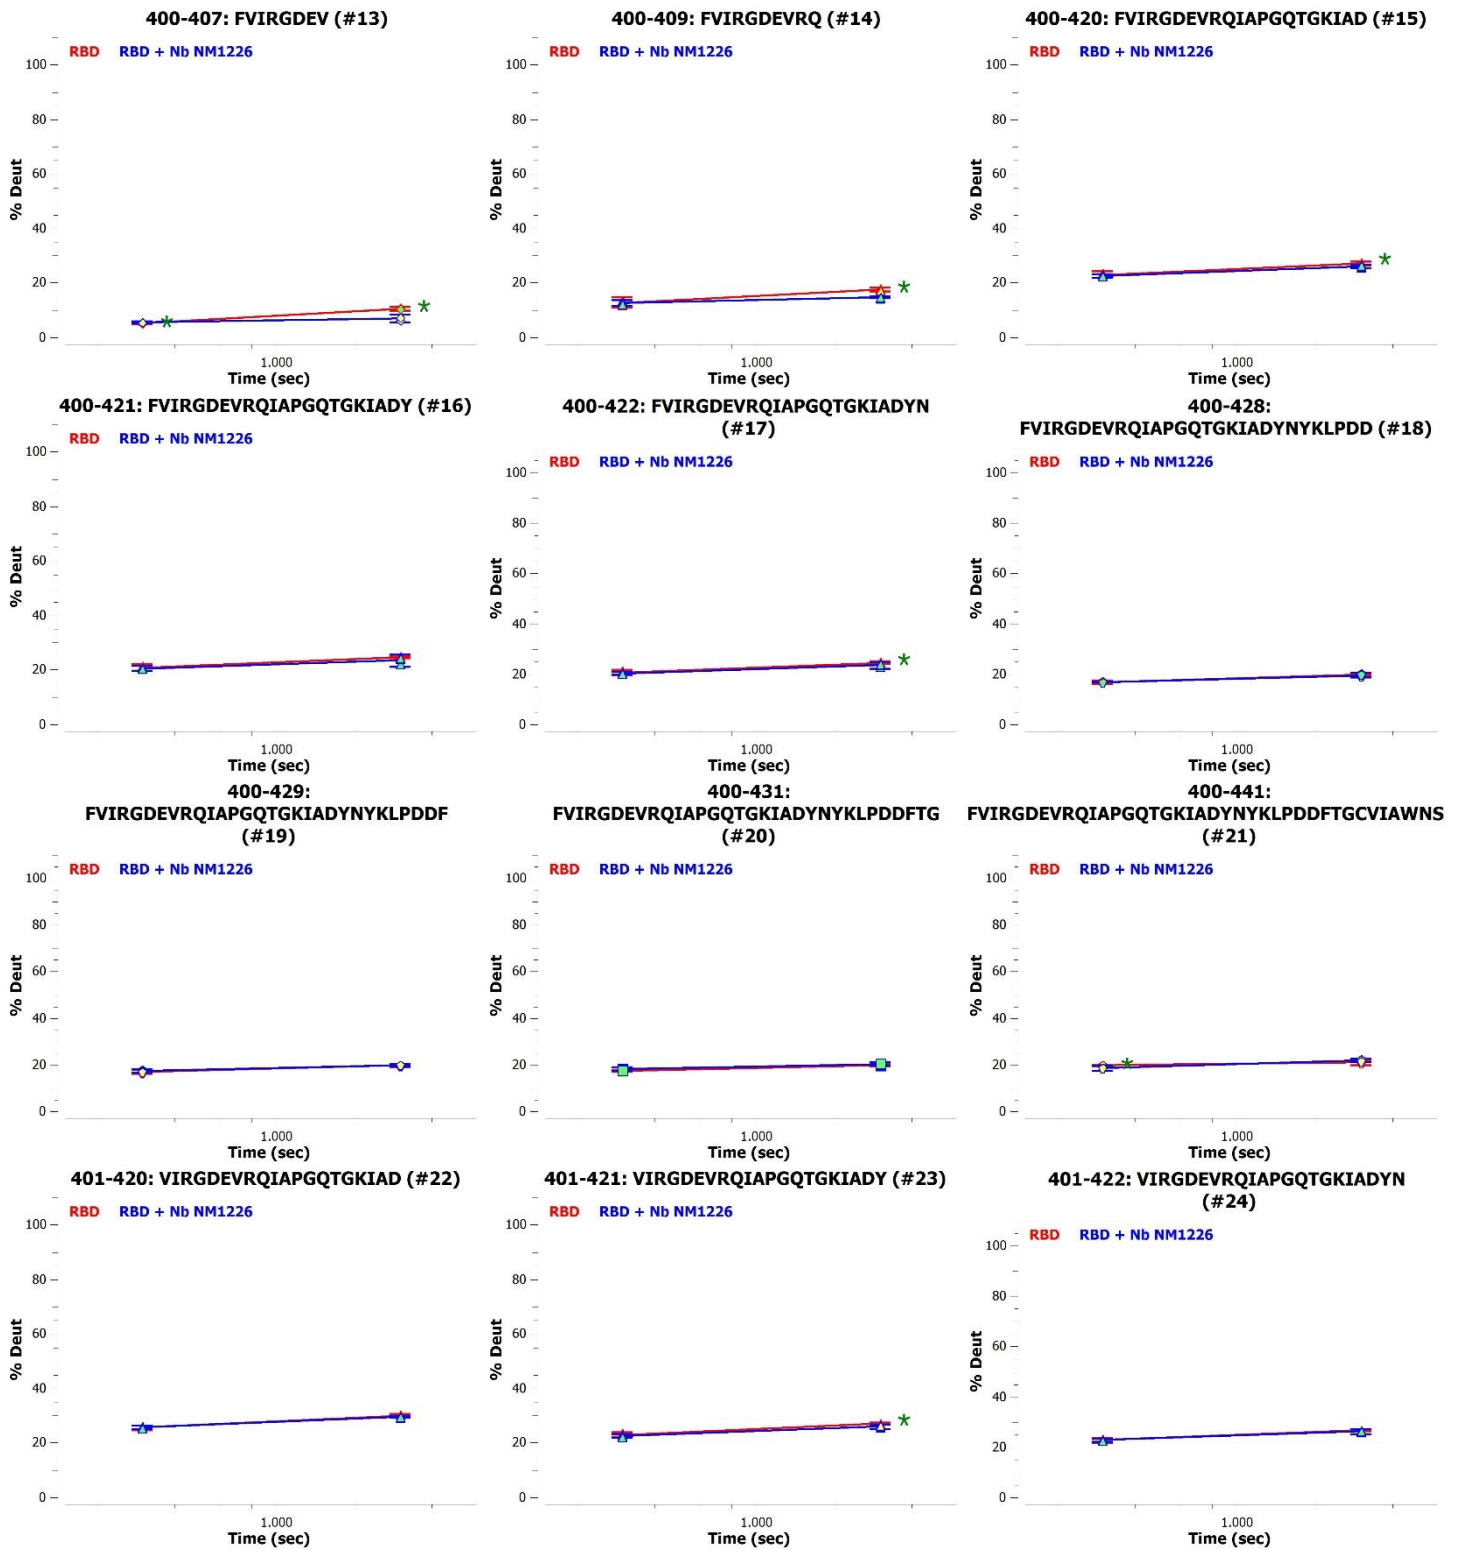 400-407: FVIRGDEV (#13)
RBD RBD + Nb NM1226
100
80
60
40
20
0
% Deut
*
*
1.000
Time (sec)
400-409: FVIRGDEVRQ (#14)
RBD RBD + Nb NM1226
100
80
60
40
20
0
% Deut
*
1.000
Time (sec)
400-420: FVIRGDEVRQIAPGQTGKIAD (#15)
RBD RBD + Nb NM1226
100
80
60
40
20
0
% Deut
*
1.000
Time (sec)
400-421: FVIRGDEVRQIAPGQTGKIADY (#16)
RBD RBD + Nb NM1226
100
80
60
40
20
0
% Deut
1.000
Time (sec)
400-422: FVIRGDEVRQIAPGQTGKIADYN
(#17)
RBD RBD + Nb NM1226
100
80
60
40
20
0
% Deut
*
1.000
Time (sec)
400-428:
FVIRGDEVRQIAPGQTGKIADYNYKLPDD (#18)
RBD RBD + Nb NM1226
100
80
60
40
20
0
% Deut
1.000
Time (sec)
400-429:
FVIRGDEVRQIAPGQTGKIADYNYKLPDDF
(#19)
RBD RBD + Nb NM1226
100
80
60
40
20
0
% Deut
1.000
Time (sec)
400-431:
FVIRGDEVRQIAPGQTGKIADYNYKLPDDFTG
(#20)
RBD RBD + Nb NM1226
100
80
60
40
20
0
% Deut
1.000
Time (sec)
400-441:
FVIRGDEVRQIAPGQTGKIADYNYKLPDDFTGCVIAWNS
(#21)
RBD RBD + Nb NM1226
100
80
60
40
20
0
% Deut
*
1.000
Time (sec)
401-420: VIRGDEVRQIAPGQTGKIAD (#22)
RBD RBD + Nb NM1226
100
80
60
40
20
0
% Deut
1.000
Time (sec)
401-421: VIRGDEVRQIAPGQTGKIADY (#23)
RBD RBD + Nb NM1226
100
80
60
40
20
0
% Deut
*
1.000
Time (sec)
401-422: VIRGDEVRQIAPGQTGKIADYN
(#24)
RBD RBD + Nb NM1226
100
80
60
40
20
0
% Deut
1.000
Time (sec)